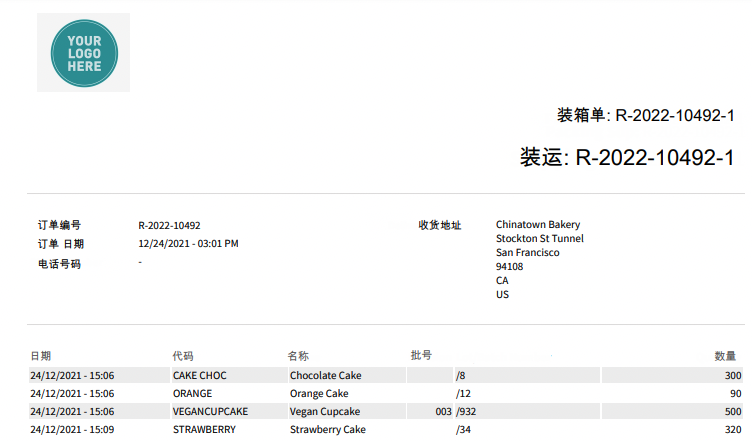 YOUR
LOGO
HERE
装箱单: R-2022-10492-1
装运: R-2022-10492-1
订单编号 R-2022-10492 收货地址 Chinatown Bakery
Stockton St Tunnel
订单 日期 12/24/2021 - 03:01 PM
San Francisco
电话号码 -
94108
CA
US
日期 代码 名称 批号 数量
24/12/2021 - 15:06 CAKE CHOC Chocolate Cake /8 300
24/12/2021 - 15:06 ORANGE Orange Cake /12 90
24/12/2021 - 15:06 VEGANCUPCAKE Vegan Cupcake 003 /932 500
24/12/2021 - 15:09 STRAWBERRY Strawberry Cake /34 320